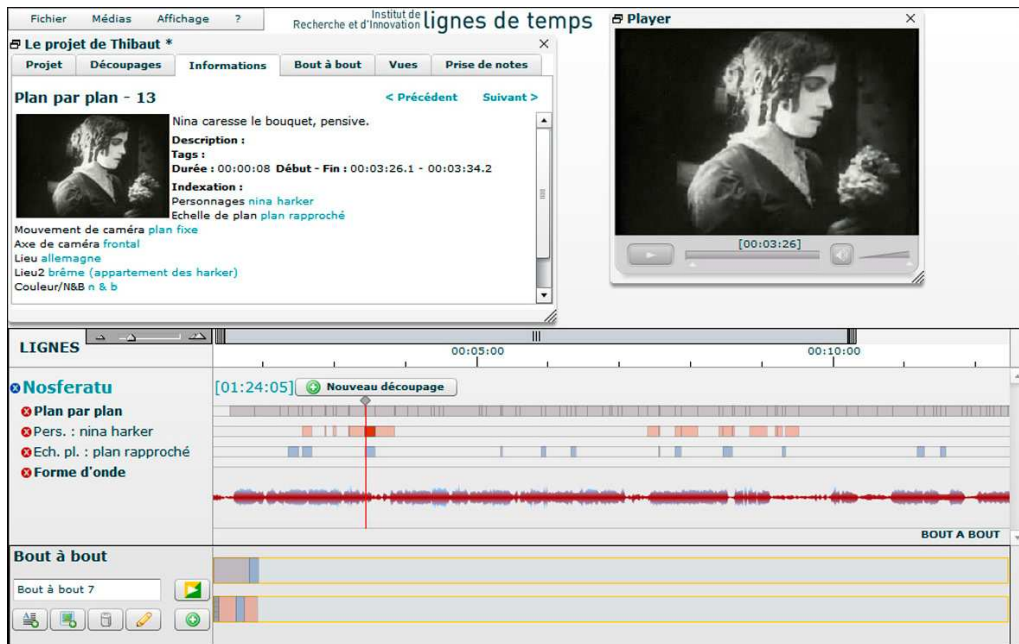 Fichier Médias Affichage ?
Institut de
Recherche et d'Innovation lignes de temps
Le projet de Thibaut *
Projet Découpages Informations Bout à bout Vues Prise de notes
Plan par plan - 13 < Précédent Suivant >
Nina caresse le bouquet, pensive.
Description :
Tags :
Durée : 00:00:08 Début - Fin : 00:03:26.1 - 00:03:34.2
Indexation :
Personnages nina harker
Echelle de plan plan rapproché
Mouvement de caméra plan fixe
Axe de caméra frontal
Lieu allemagne
Lieu2 brême (appartement des harker)
Couleur/N&B n & b
Player
[00:03:26]
LIGNES
00:05:00 00:10:00
Nosferatu [01:24:05] Nouveau découpage
Plan par plan
Pers. : nina harker
Ech. pl. : plan rapproché
Forme d'onde
BOUT A BOUT
Bout à bout
Bout à bout 7